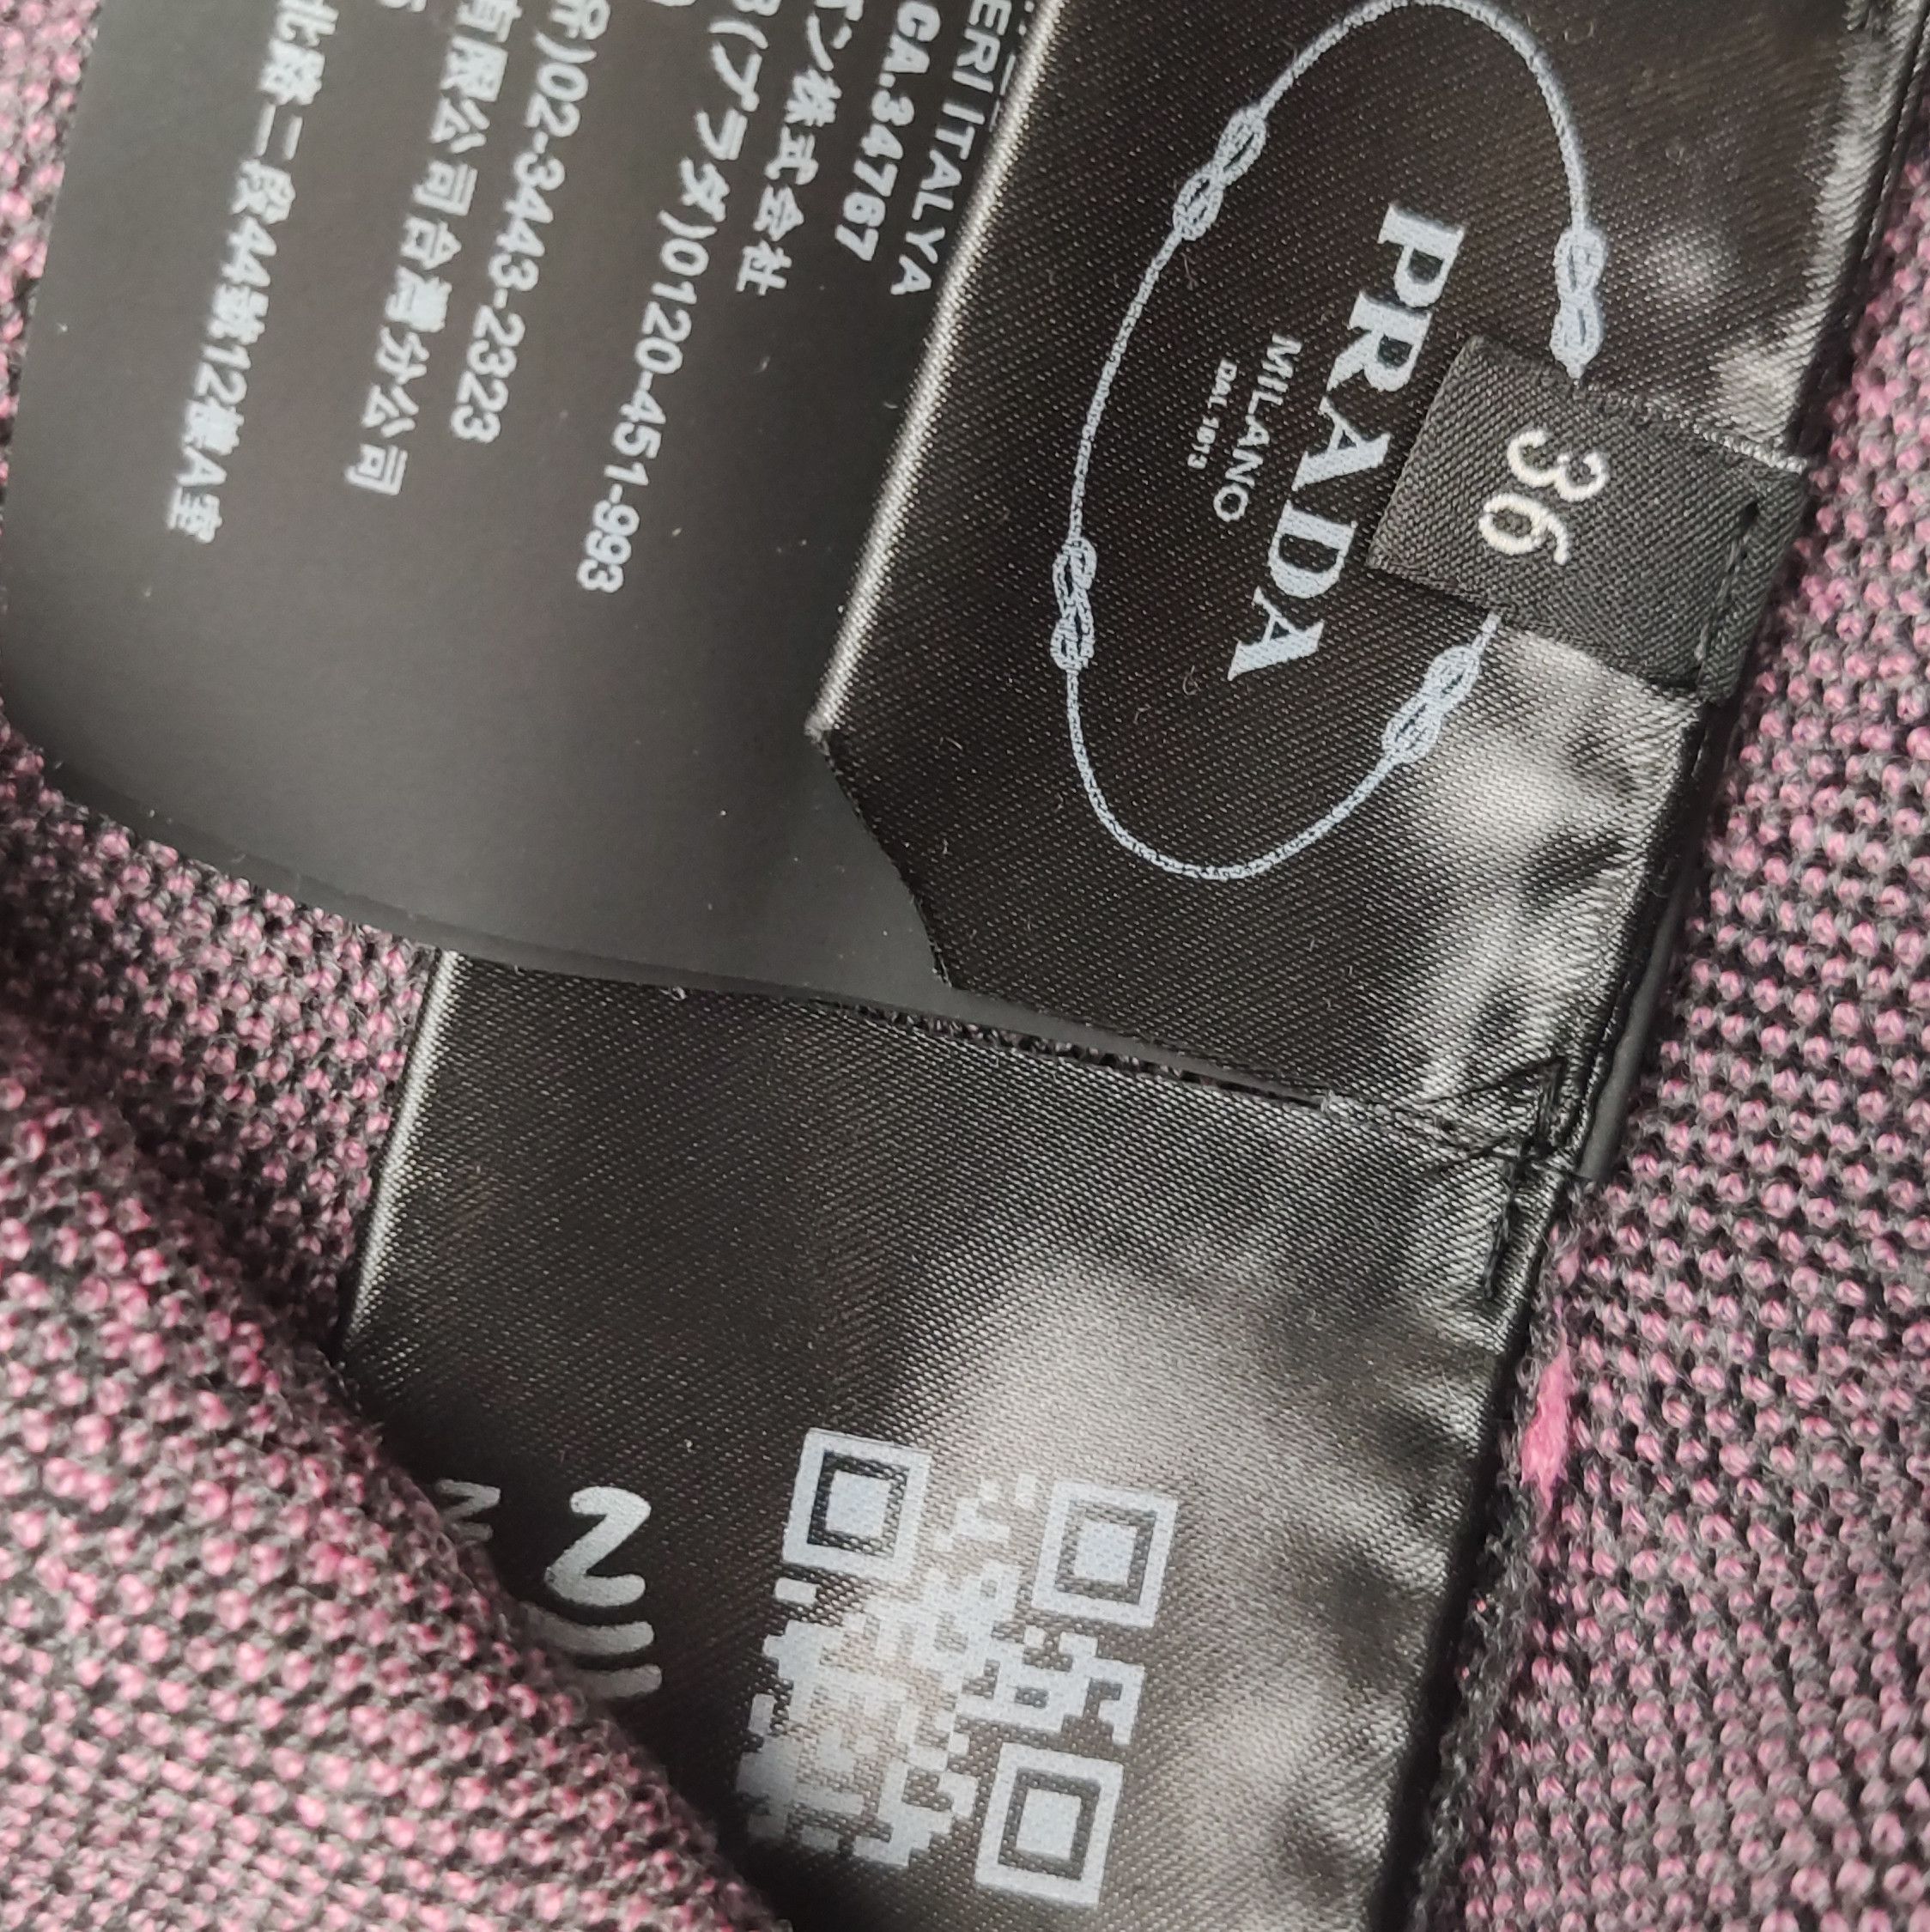 PRADA
MILANO
DAL 1913
36
ERI ITALYA
CA.34767
ン株式会社
(プラダ)0120-451-993
)02-3443-2323
有限公司台灣分公司
北路二段44號12樓A室